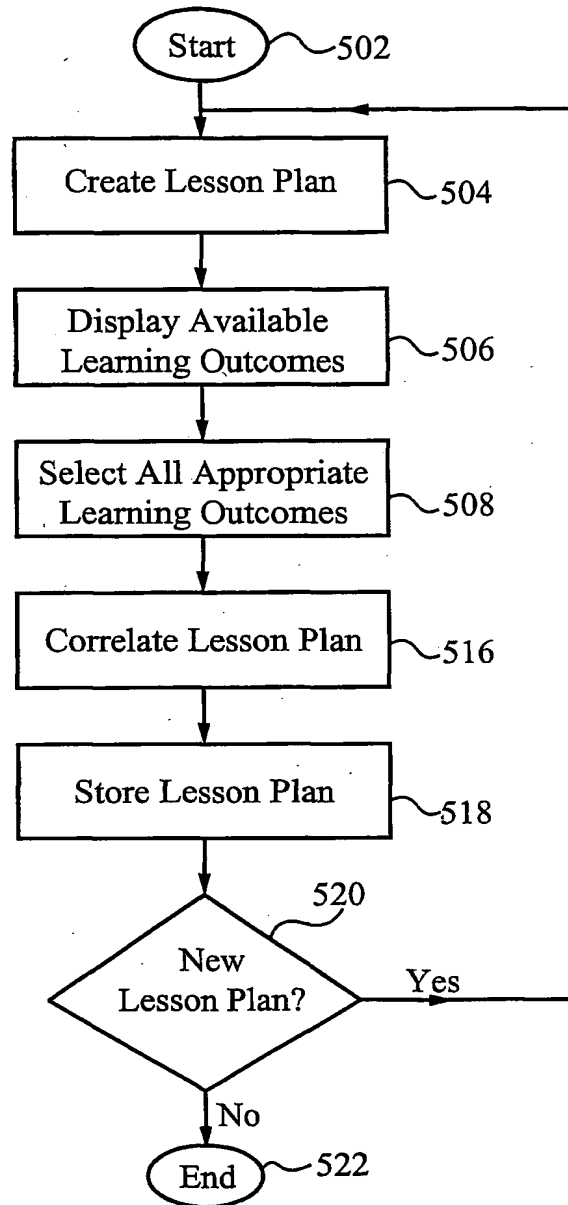 Start
502
Create Lesson Plan
504
Display Available
Learning Outcomes
506
Select All Appropriate
Learning Outcomes
508
Correlate Lesson Plan
516
Store Lesson Plan
518
520
New
Lesson Plan?
Yes
No
End
522